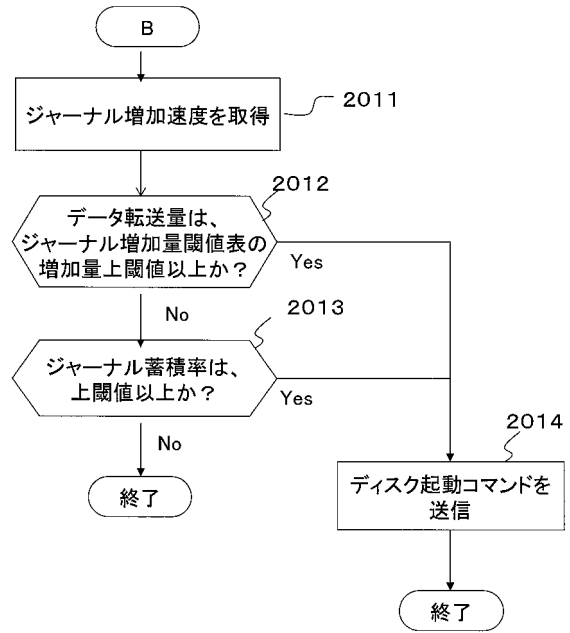 B
ジャーナル増加速度を取得
2011
2012
データ転送量は、
ジャーナル増加量閾値表の
増加量上閾値以上か？
Yes
No
2013
ジャーナル蓄積率は、
上閾値以上か？
Yes
No
2014
終了
ディスク起動コマンドを
送信
終了